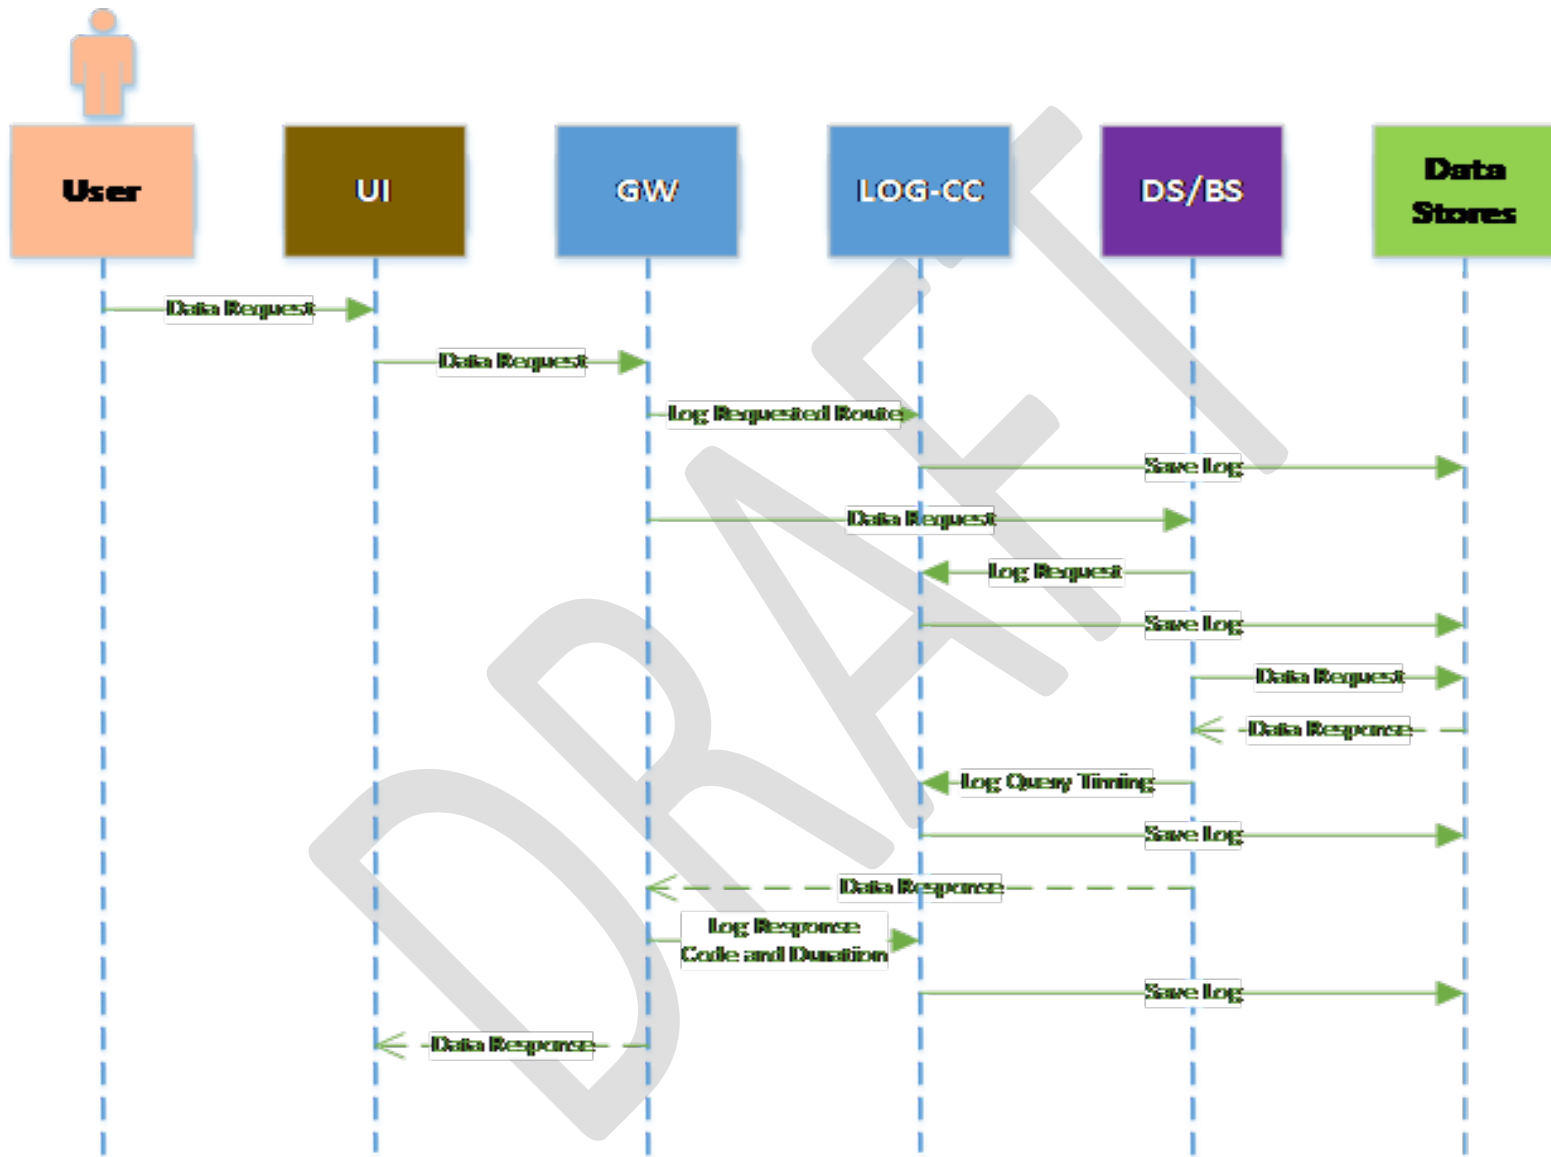 User
UI
GW
LOG-CC
DS/BS
Data
Stores
Data Request
Data Request
Log Requested Route
Save Log
Data Request
Log Request
Save Log
Data Request
Data Response
Log Query Timing
Save Log
Data Response
Log Response
Code and Duration
Save Log
Data Response
DRAFT